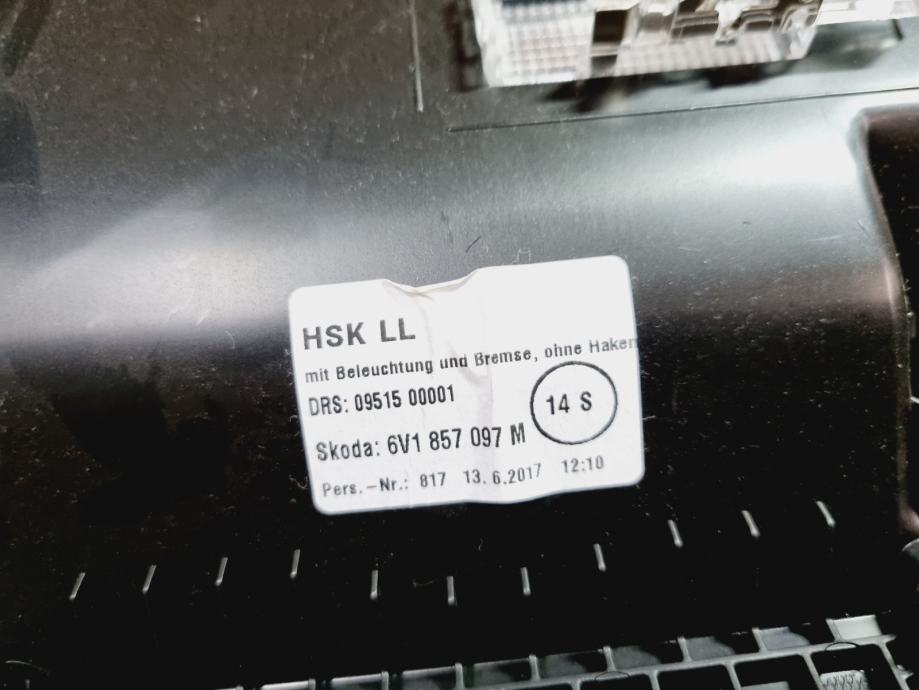 HSK LL
mit Beleuchtung und Bremse, ohne Haken
DRS: 09515 00001
14 S
Skoda: 6V1 857 097 M
Pers.-Nr.: 817 13. 6.2017 12:10